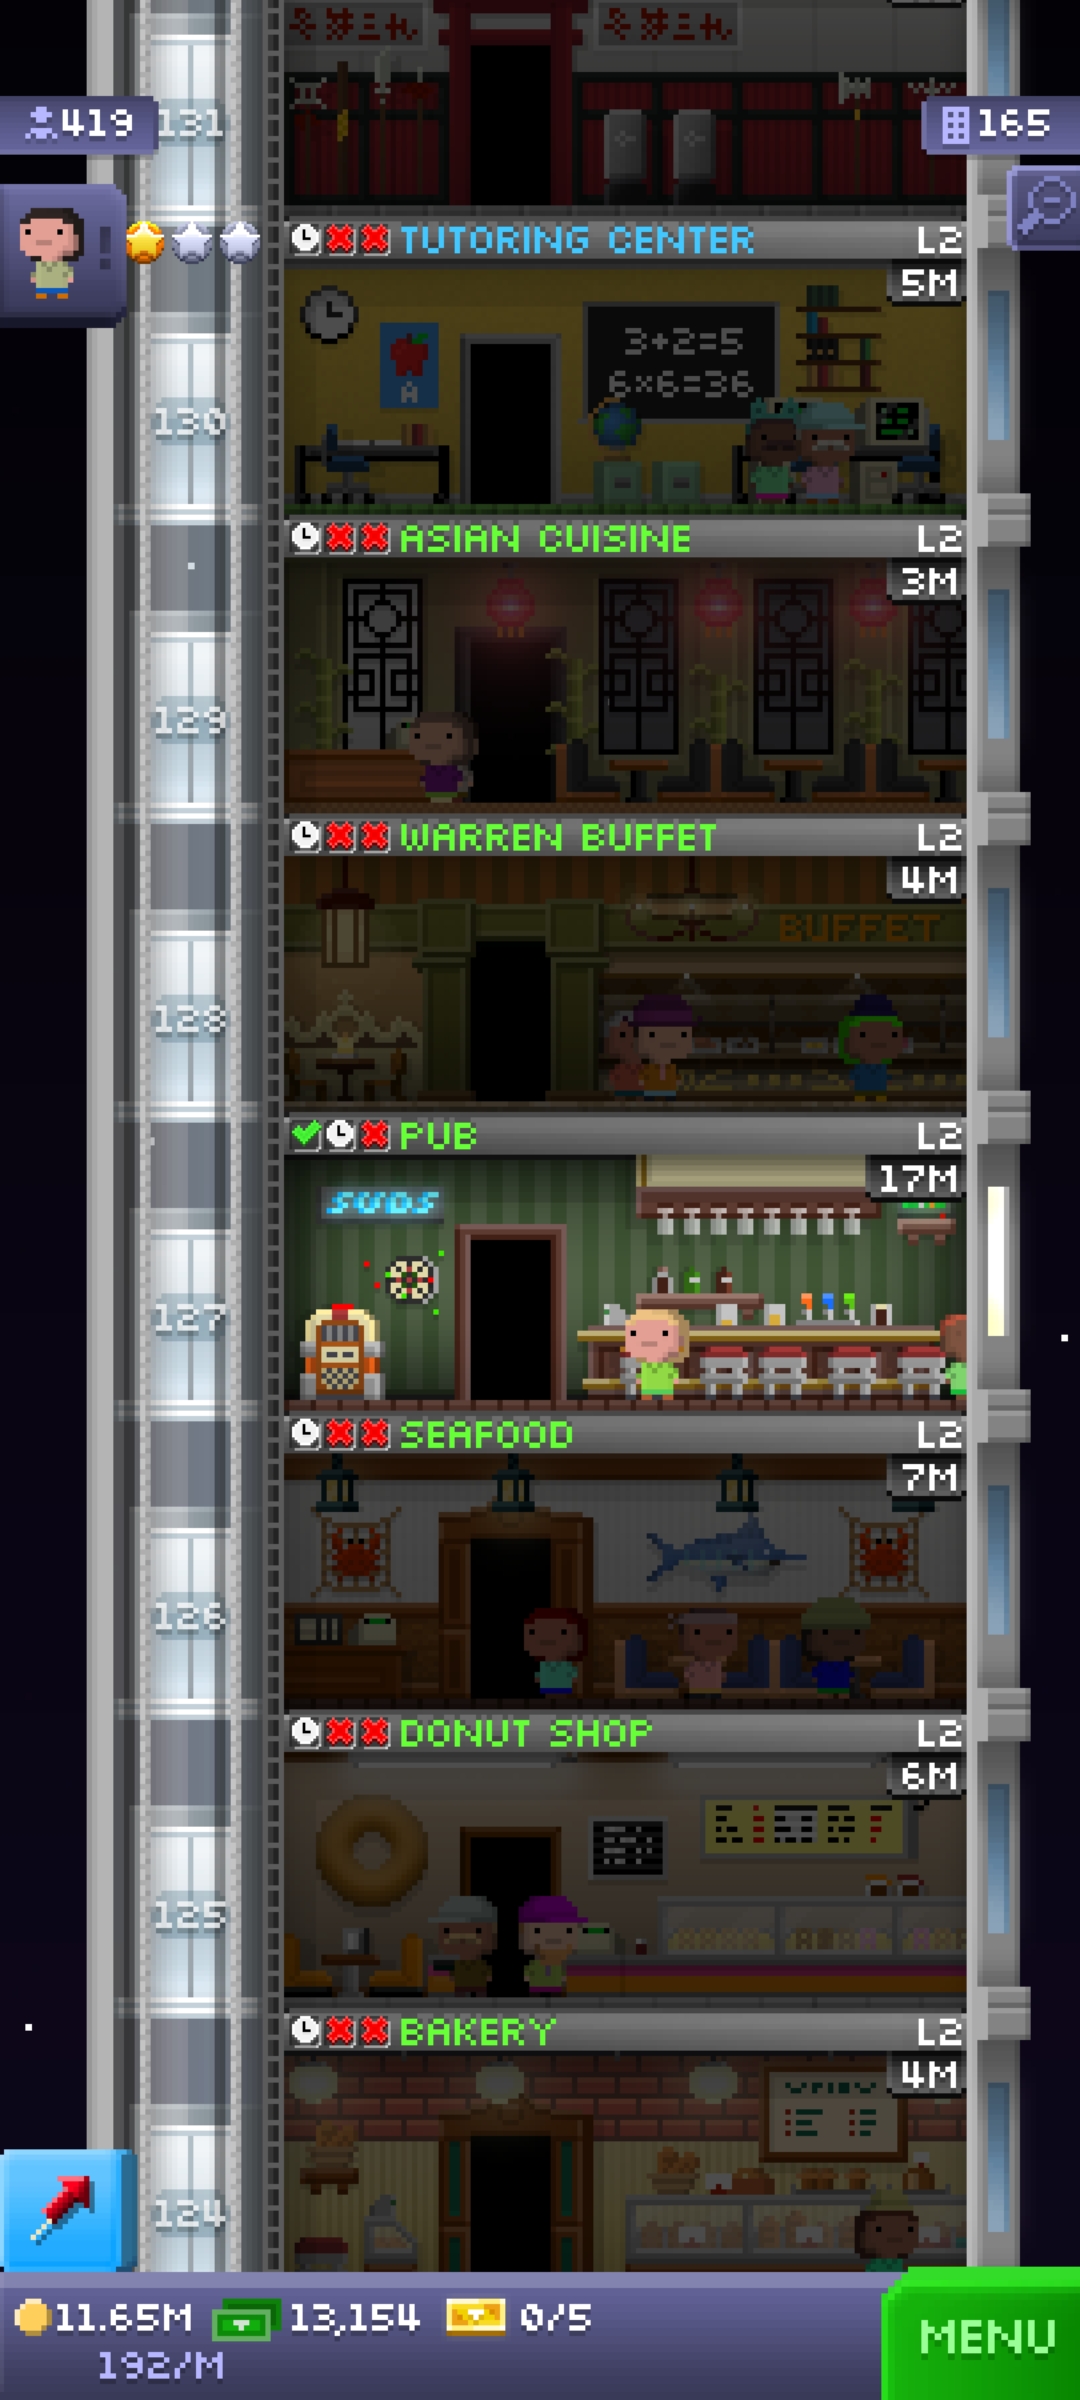 419
131
165
TUTORING CENTER L2
5M
3+2=5
6×6=36
A
130
ASIAN CUISINE L2
3M
129
WARREN BUFFET L2
4M
BUFFET
128
PUB L2
17M
SUDS
127
SEAFOOD L2
7M
126
DONUT SHOP L2
6M
125
BAKERY L2
4M
124
11.65M 13,154 0/5
192/M
MENU